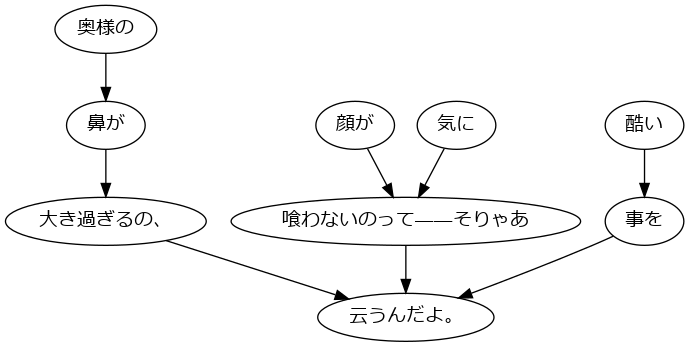 奥様の
鼻が
顔が
気に
酷い
大き過ぎるの、
喰わないのって――そりゃあ
事を
云うんだよ。